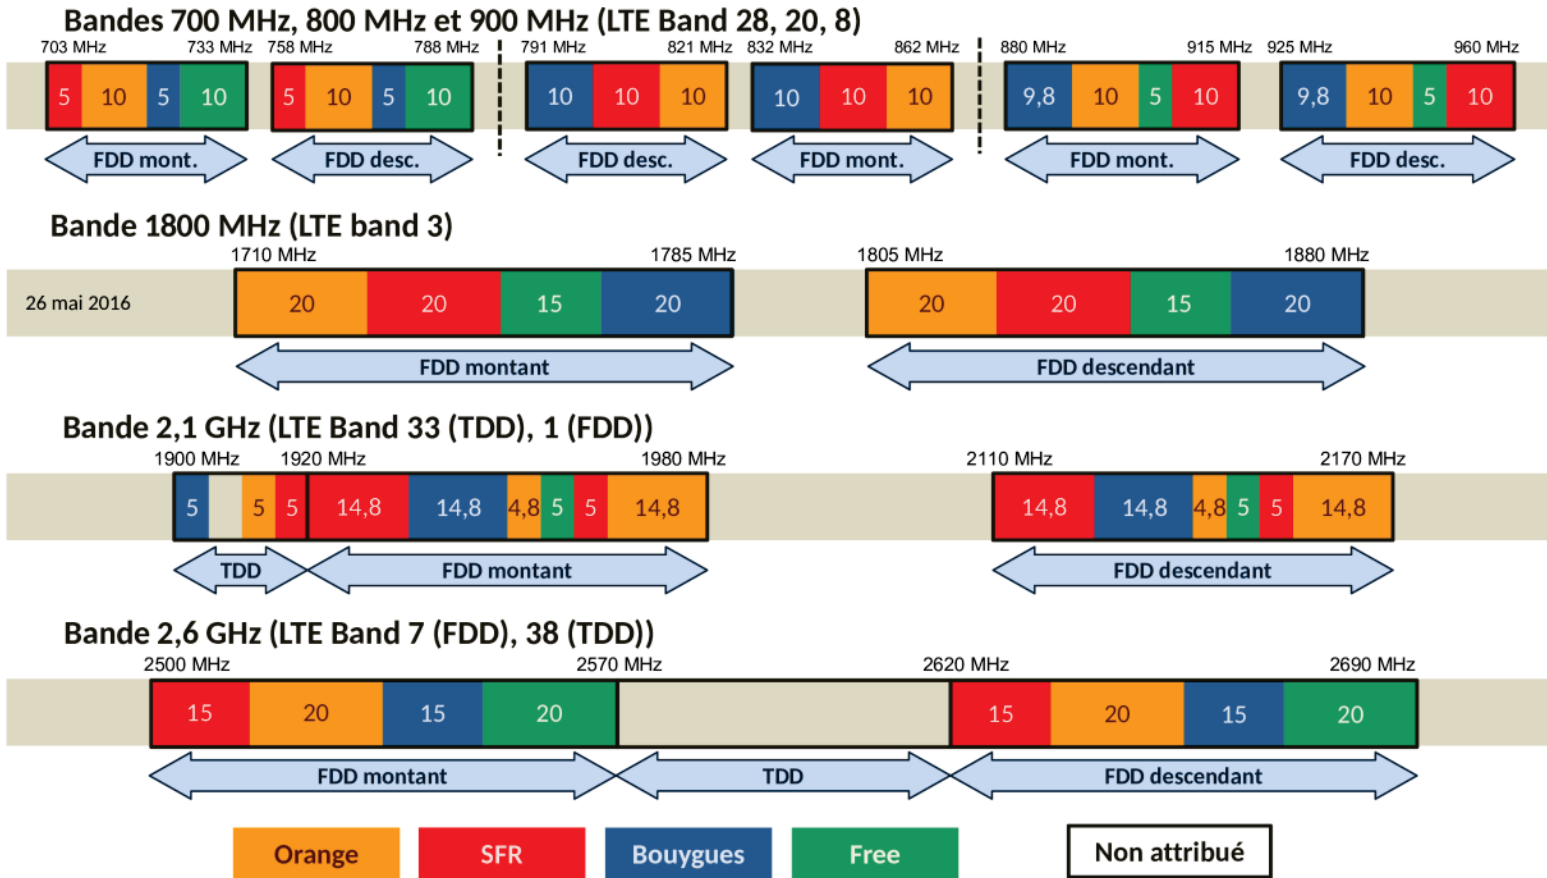 Bandes 700 MHz, 800 MHz et 900 MHz (LTE Band 28, 20, 8)
703 MHz 733 MHz 758 MHz 788 MHz 791 MHz 821 MHz 832 MHz 862 MHz 880 MHz 915 MHz 925 MHz 960 MHz
5 10 5 10 5 10 5 10 10 10 10 10 10 10 9,8 10 5 10 9,8 10 5 10
FDD mont. FDD desc. FDD desc. FDD mont. FDD mont. FDD desc.
Bande 1800 MHz (LTE band 3)
1710 MHz 1785 MHz 1805 MHz 1880 MHz
26 mai 2016 20 20 15 20 20 20 15 20
FDD montant FDD descendant
Bande 2,1 GHz (LTE Band 33 (TDD), 1 (FDD))
1900 MHz 1920 MHz 1980 MHz 2110 MHz 2170 MHz
5 5 5 14,8 14,8 4,8 5 5 14,8 14,8 14,8 4,8 5 5 14,8
TDD FDD montant FDD descendant
Bande 2,6 GHz (LTE Band 7 (FDD), 38 (TDD))
2500 MHz 2570 MHz 2620 MHz 2690 MHz
15 20 15 20 15 20 15 20
FDD montant TDD FDD descendant
Orange SFR Bouygues Free Non attribué